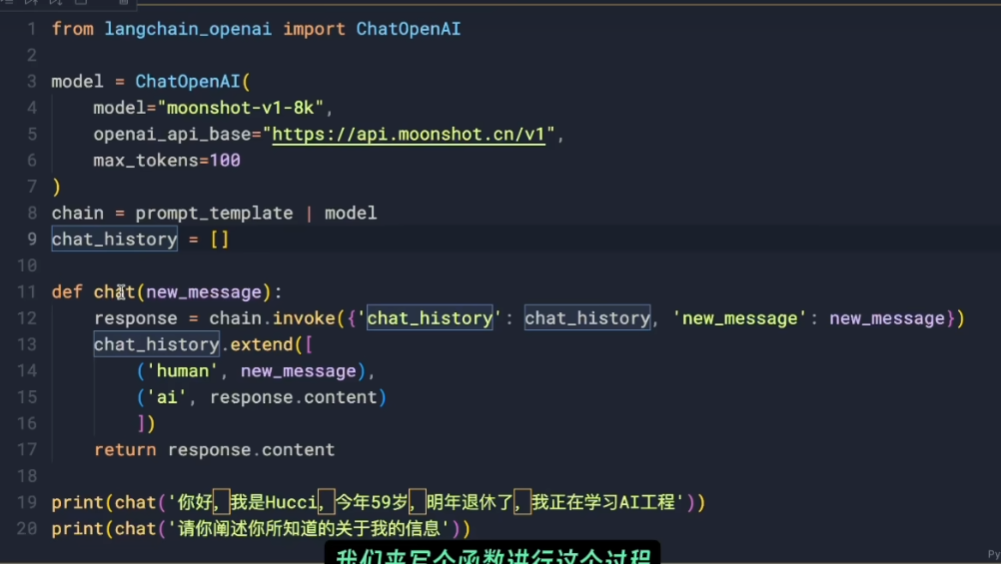 1 from langchain_openai import ChatOpenAI
2
3 model = ChatOpenAI(
4     model="moonshot-v1-8k",
5     openai_api_base="https://api.moonshot.cn/v1",
6     max_tokens=100
7 )
8 chain = prompt_template | model
9 chat_history = []
10
11 def chat(new_message):
12     response = chain.invoke({'chat_history': chat_history, 'new_message': new_message})
13     chat_history.extend([
14         ('human', new_message),
15         ('ai', response.content)
16         ])
17     return response.content
18
19 print(chat('你好，我是Hucci，今年59岁，明年退休了，我正在学习AI工程'))
20 print(chat('请你阐述你所知道的关于我的信息'))
我们来写个函数进行这个过程
Py